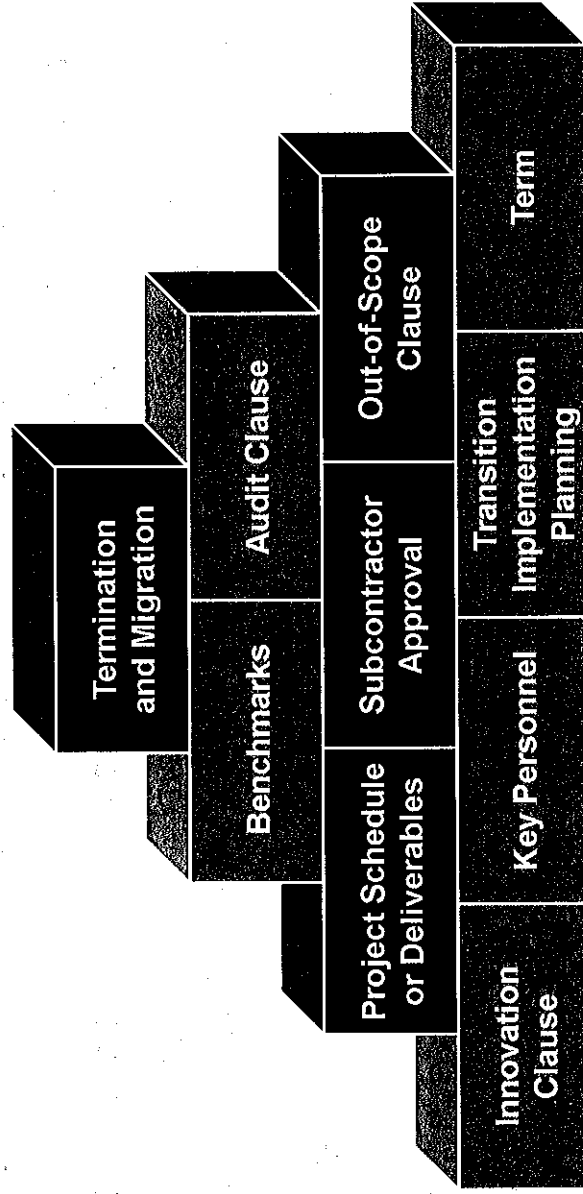 Termination
and Migration
Benchmarks
Audit Clause
Project Schedule
or Deliverables
Subcontractor
Approval
Out-of-Scope
Clause
Innovation
Clause
Key Personnel
Transition
Implementation
Planning
Term